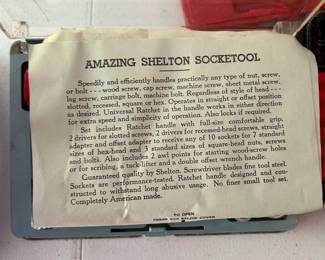 AMAZING SHELTON SOCKETOOL
Speedily and efficiently handles practically any type of nut, screw,
or bolt --- wood screw, cap screw, machine screw, sheet metal screw,
lag screw, carriage bolt, machine bolt. Regardless of style of head ---
slotted, recessed, square or hex. Operates in straight or offset position
as desired. Universal Ratchet in the handle works in either direction
for extra speed and simplicity of operation. Also locks if required.
Set includes Ratchet handle with full-size comfortable grip,
2 drivers for slotted screws, 2 drivers for recessed-head screws, straight
adapter and offset adapter to receive any of 10 sockets for 7 standard
sizes of hex-head and 3 standard sizes of square-head nuts, screws
and bolts. Also includes 2 awl points for starting wood-screw holes
or for scribing, a tack-lifter and a double offset wrench handle.
Guaranteed quality by Shelton. Screwdriver blades fine tool steel.
Sockets are performance-tested. Ratchet handle designed and con-
structed to withstand long abusive usage. No finer small tool set.
Completely American made.
TO OPEN